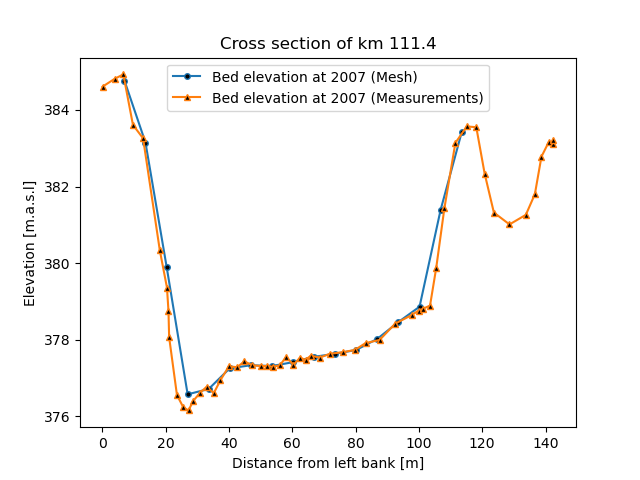 Cross section of km 111.4
Bed elevation at 2007 (Mesh)
Bed elevation at 2007 (Measurements)
Elevation [m.a.s.l]
384
382
380
378
376
0 20 40 60 80 100 120 140
Distance from left bank [m]